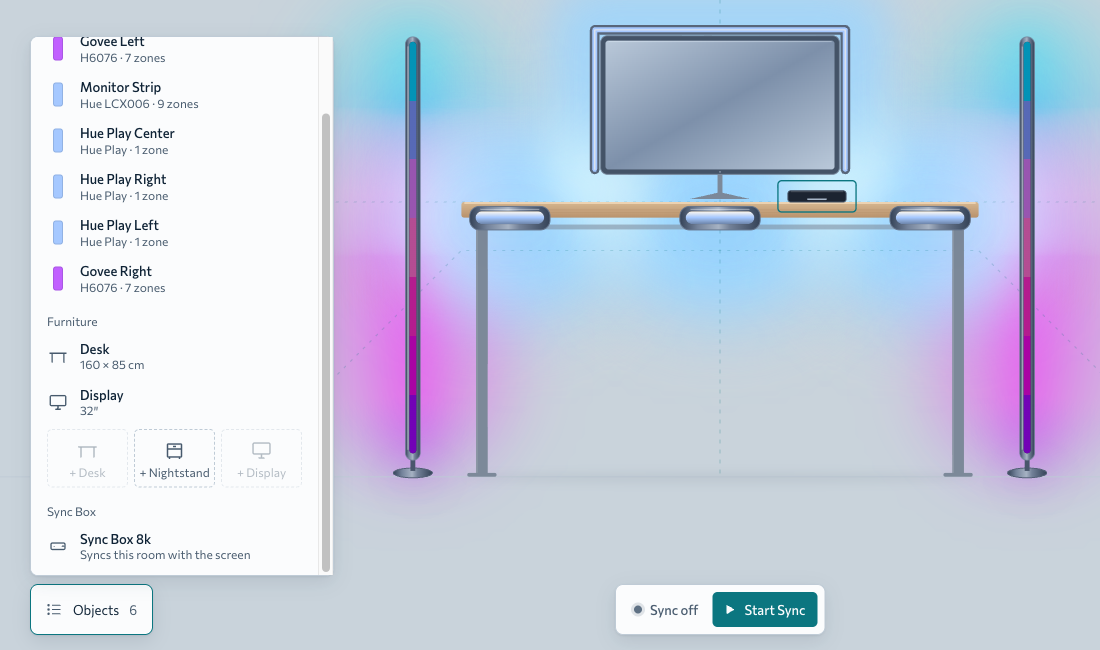 Govee Left
H6076 · 7 zones
Monitor Strip
Hue LCX006 · 9 zones
Hue Play Center
Hue Play · 1 zone
Hue Play Right
Hue Play · 1 zone
Hue Play Left
Hue Play · 1 zone
Govee Right
H6076 · 7 zones
Furniture
Desk
160 × 85 cm
Display
32″
+ Desk
+ Nightstand
+ Display
Sync Box
Sync Box 8k
Syncs this room with the screen
Objects 6
Sync off
Start Sync